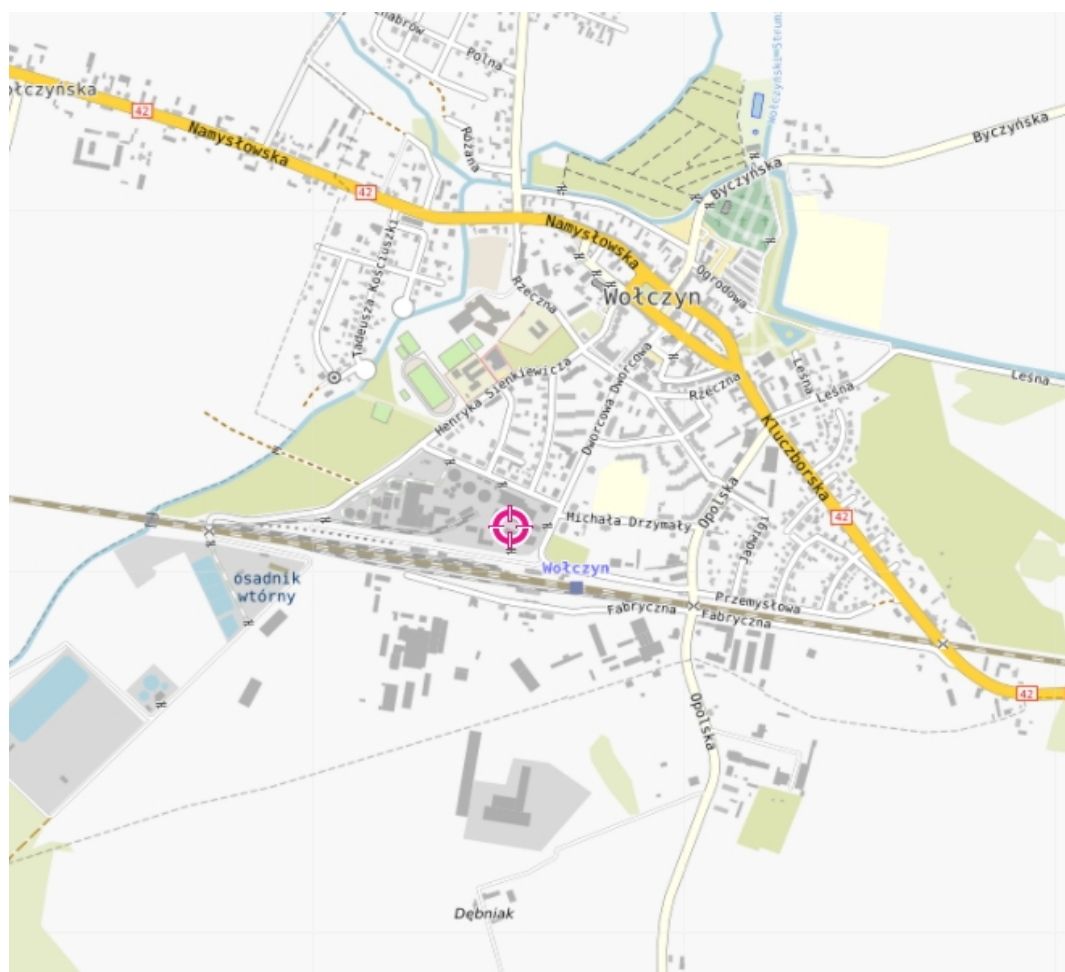 Polna
42
Namysłowska
Różana
Byczyńska
Byczyńska
42
Namysłowska
Tadeusza Kościuszki
Rzeczna
Ogrodowa
Wołczyn
Henryka Sienkiewicza
Dworcowa Dworcowa
Rzeczna
Leśna
Leśna
Leśna
Kluczborska
Opolska
Michała Drzymały
42
Jadwigi
Wołczyn
osadnik
wtórny
Fabryczna
Przemysłowa
Fabryczna
42
Opolska
Dębniak